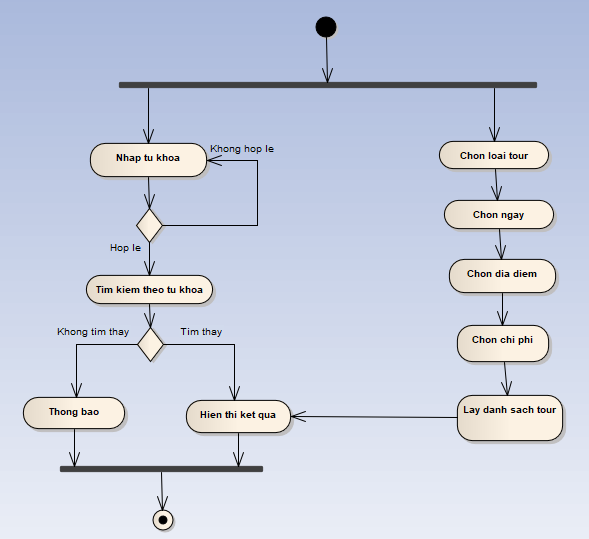 Nhap tu khoa
Khong hop le
Hop le
Tim kiem theo tu khoa
Khong tim thay
Tim thay
Thong bao
Hien thi ket qua
Chon loai tour
Chon ngay
Chon dia diem
Chon chi phi
Lay danh sach tour